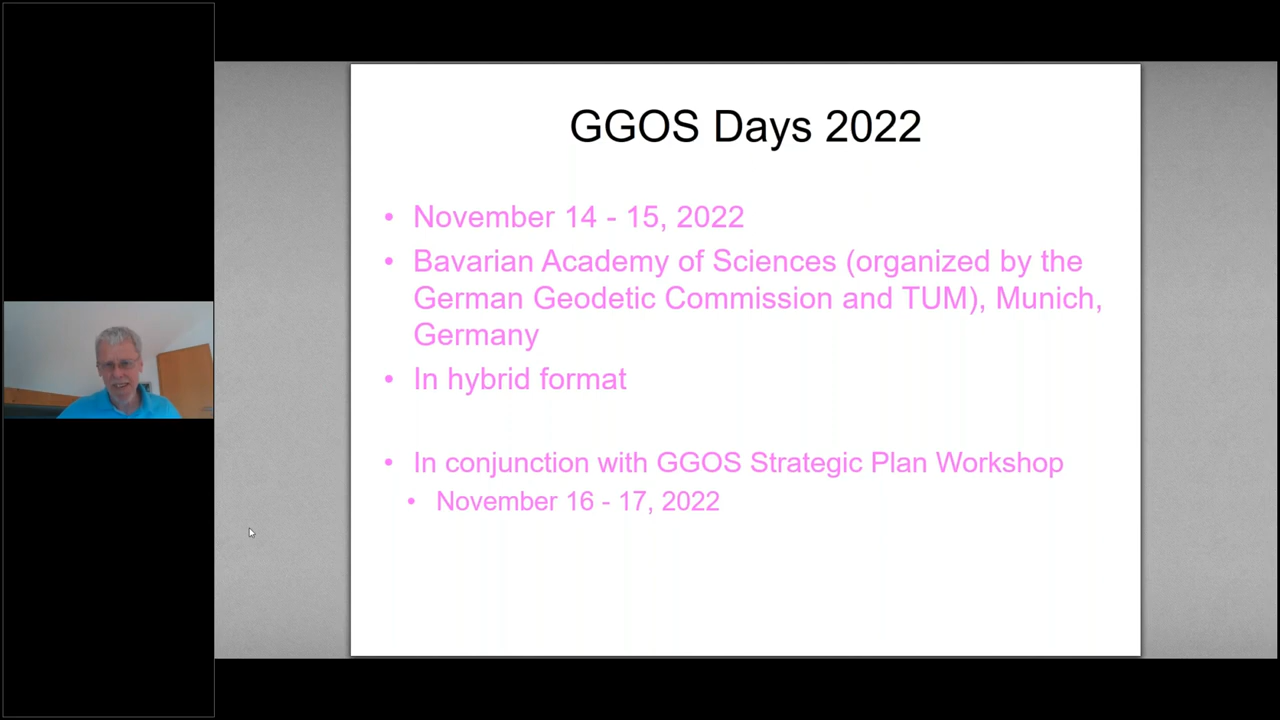 GGOS Days 2022
• November 14 - 15, 2022
• Bavarian Academy of Sciences (organized by the
German Geodetic Commission and TUM), Munich,
Germany
• In hybrid format
• In conjunction with GGOS Strategic Plan Workshop
• November 16 - 17, 2022